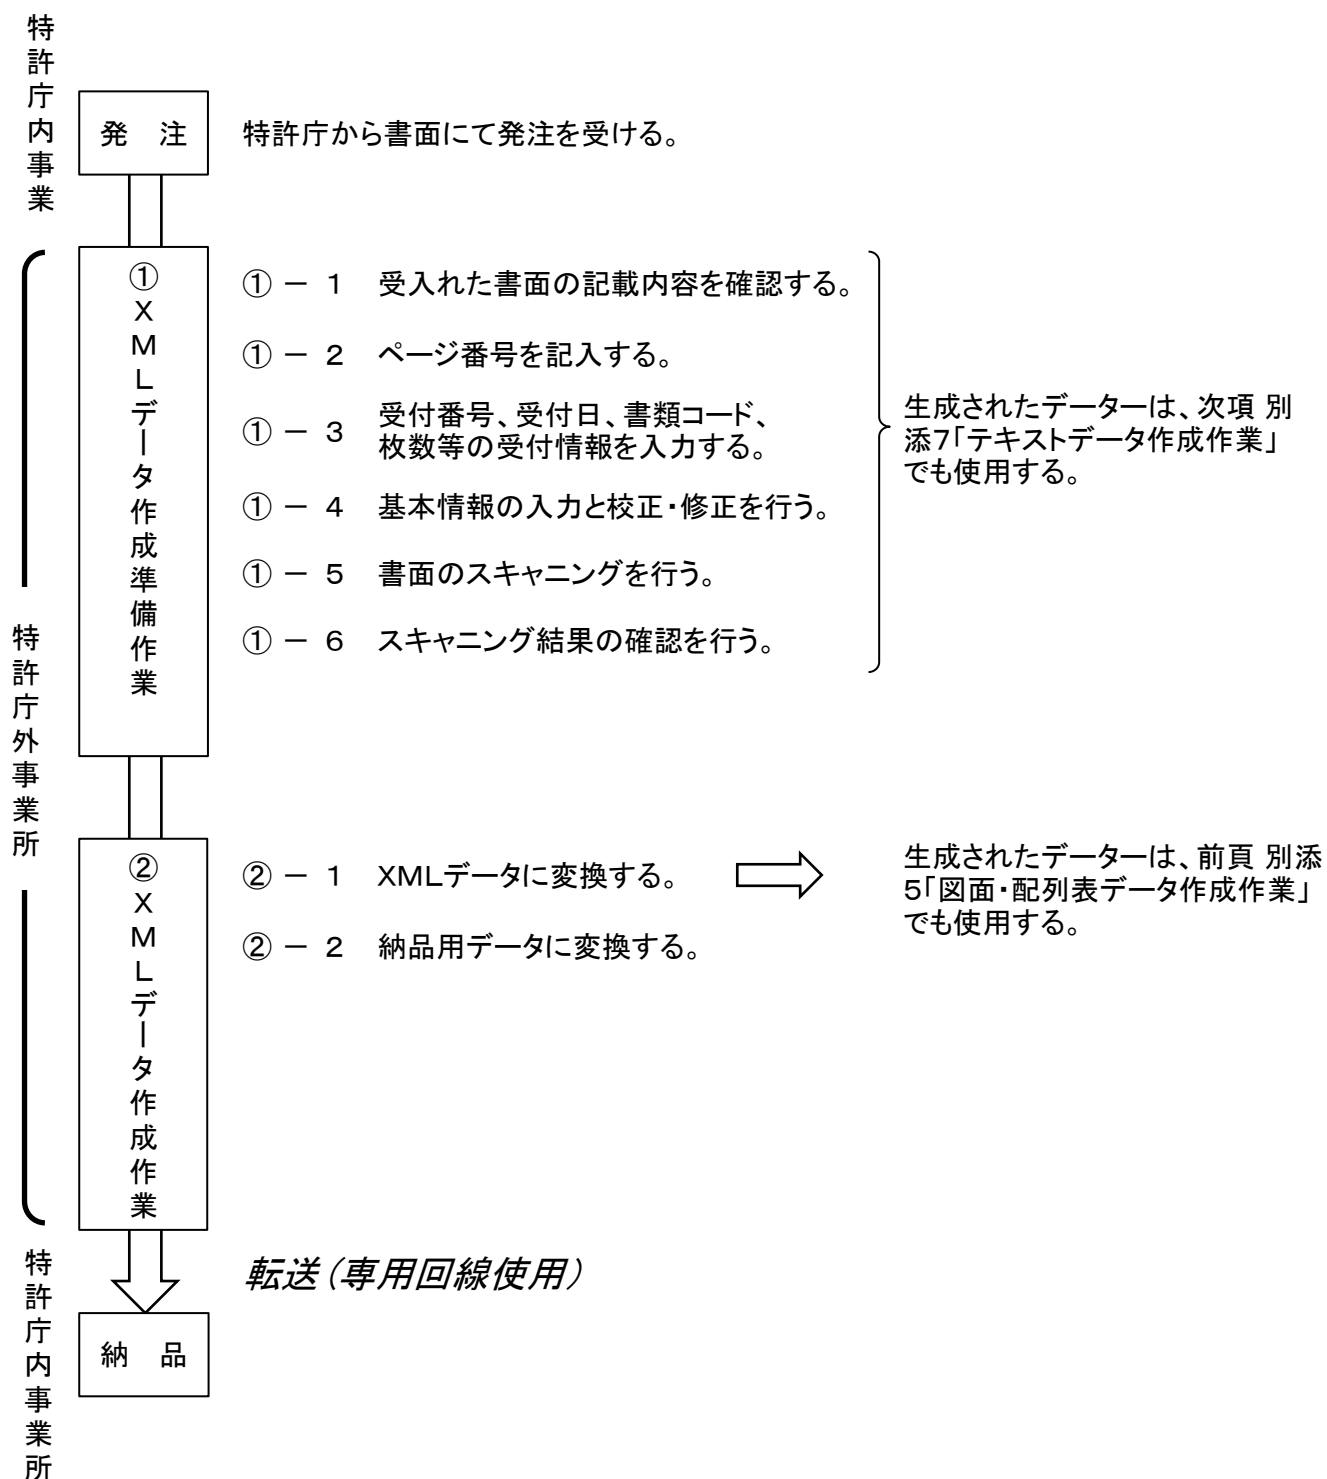 特許庁内事業
発　注
特許庁から書面にて発注を受ける。
特許庁外事業所
①XMLデータ作成準備作業
①－１　受入れた書面の記載内容を確認する。
①－２　ページ番号を記入する。
①－３　受付番号、受付日、書類コード、
枚数等の受付情報を入力する。
①－４　基本情報の入力と校正・修正を行う。
①－５　書面のスキャニングを行う。
①－６　スキャニング結果の確認を行う。
生成されたデーターは、次項 別
添7「テキストデータ作成作業」
でも使用する。
②XMLデータ作成作業
②－１　XMLデータに変換する。
②－２　納品用データに変換する。
生成されたデーターは、前頁 別添
5「図面・配列表データ作成作業」
でも使用する。
転送（専用回線使用）
特許庁内事業所
納　品